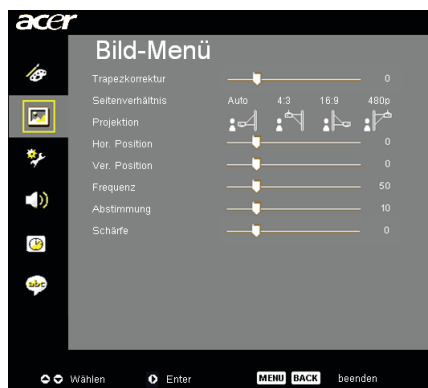 acer
Bild-Menü
Trapezkorrektur 0
Seitenverhältnis Auto 4:3 16:9 480p
Projektion
Hor. Position 0
Ver. Position 0
Frequenz 50
Abstimmung 10
Schärfe 0
abc
Wählen Enter MENU BACK beenden